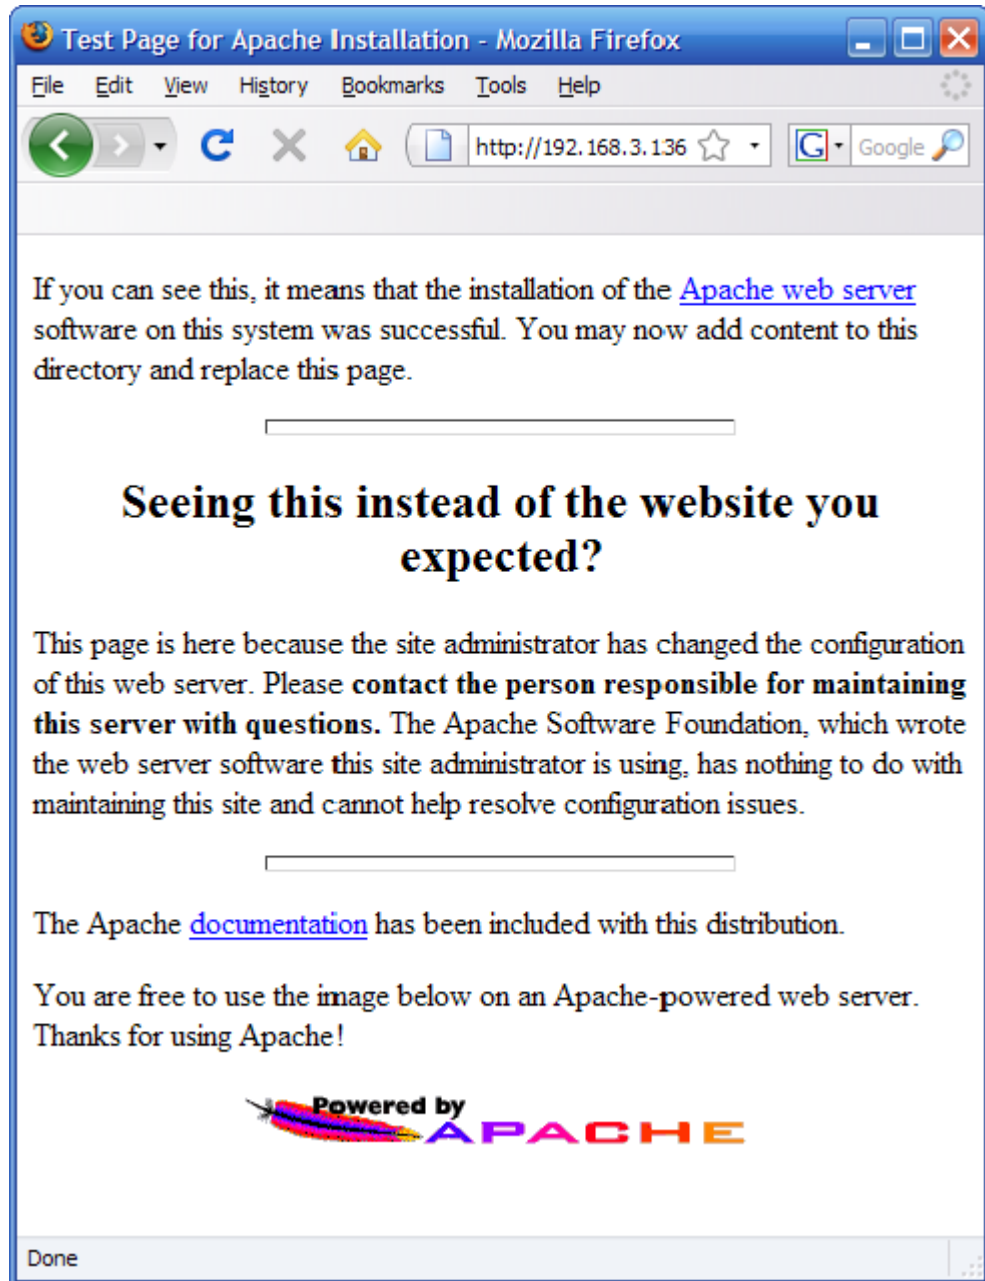 Test Page for Apache Installation - Mozilla Firefox
File Edit View History Bookmarks Tools Help
http://192.168.3.136 G Google
If you can see this, it means that the installation of the Apache web server
software on this system was successful. You may now add content to this
directory and replace this page.
Seeing this instead of the website you
expected?
This page is here because the site administrator has changed the configuration
of this web server. Please contact the person responsible for maintaining
this server with questions. The Apache Software Foundation, which wrote
the web server software this site administrator is using, has nothing to do with
maintaining this site and cannot help resolve configuration issues.
The Apache documentation has been included with this distribution.
You are free to use the image below on an Apache-powered web server.
Thanks for using Apache!
Powered by
APACHE
Done